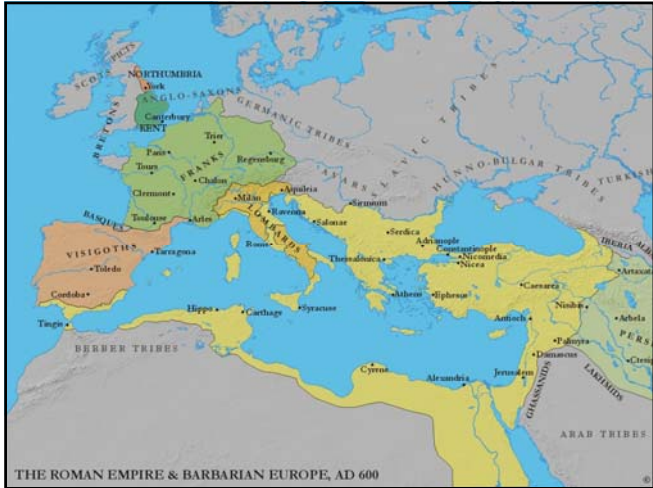 SCOTS
PICTS
NORTHUMBRIA
York
ANGLO-SAXONS
BRETONS
Canterbury
KENT
GERMANIC TRIBES
SLAVIC TRIBES
AVARS
HUNNO-BULGAR TRIBES
TURKISH
Trier
Paris
FRANKS
Regensburg
Tours
Chalon
Clermont
Toulouse
Arles
Milan
Aquileia
Ravenna
LOMBARDS
Rome
Salonae
Sirmium
Serdica
Adrianople
Constantinople
Nicomedia
Nicea
Thessalonica
Athens
Ephesus
Caesarea
IBERIA
Artaxata
Nisibis
Arbela
PERSI
BASQUES
VISIGOTHS
Tarragona
Toledo
Cordoba
Tingis
Hippo
Carthage
Syracuse
Antioch
Palmyra
Damascus
Jerusalem
GHASSANIDS
LAKHMIDS
BERBER TRIBES
Cyrene
Alexandria
ARAB TRIBES
THE ROMAN EMPIRE & BARBARIAN EUROPE, AD 600
©